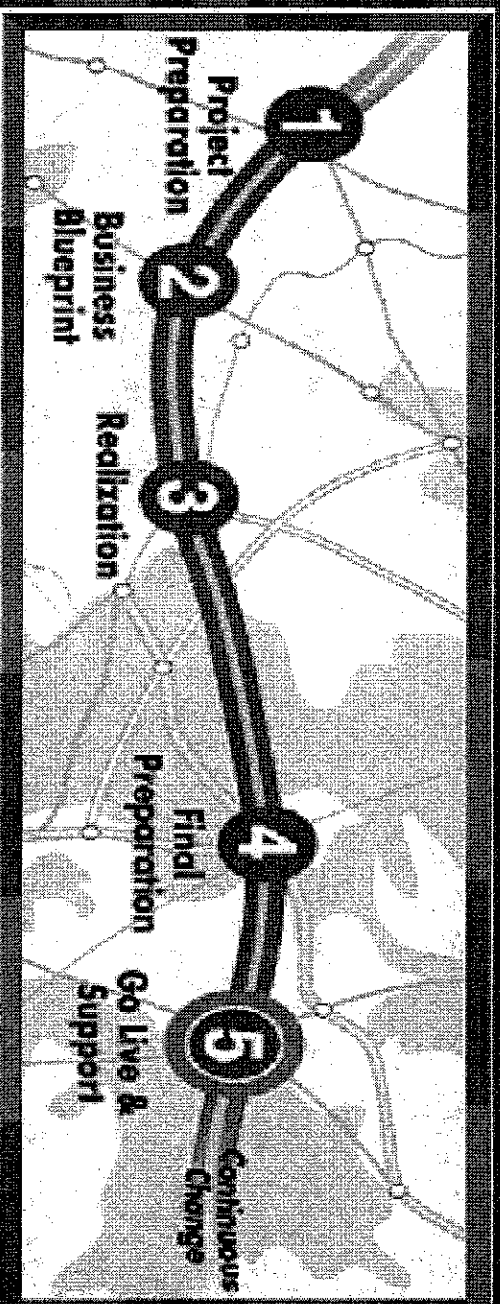 1
Project
Preparation
2
Business
Blueprint
3
Realization
4
Final
Preparation
5
Go Live &
Support
Continuous
Change